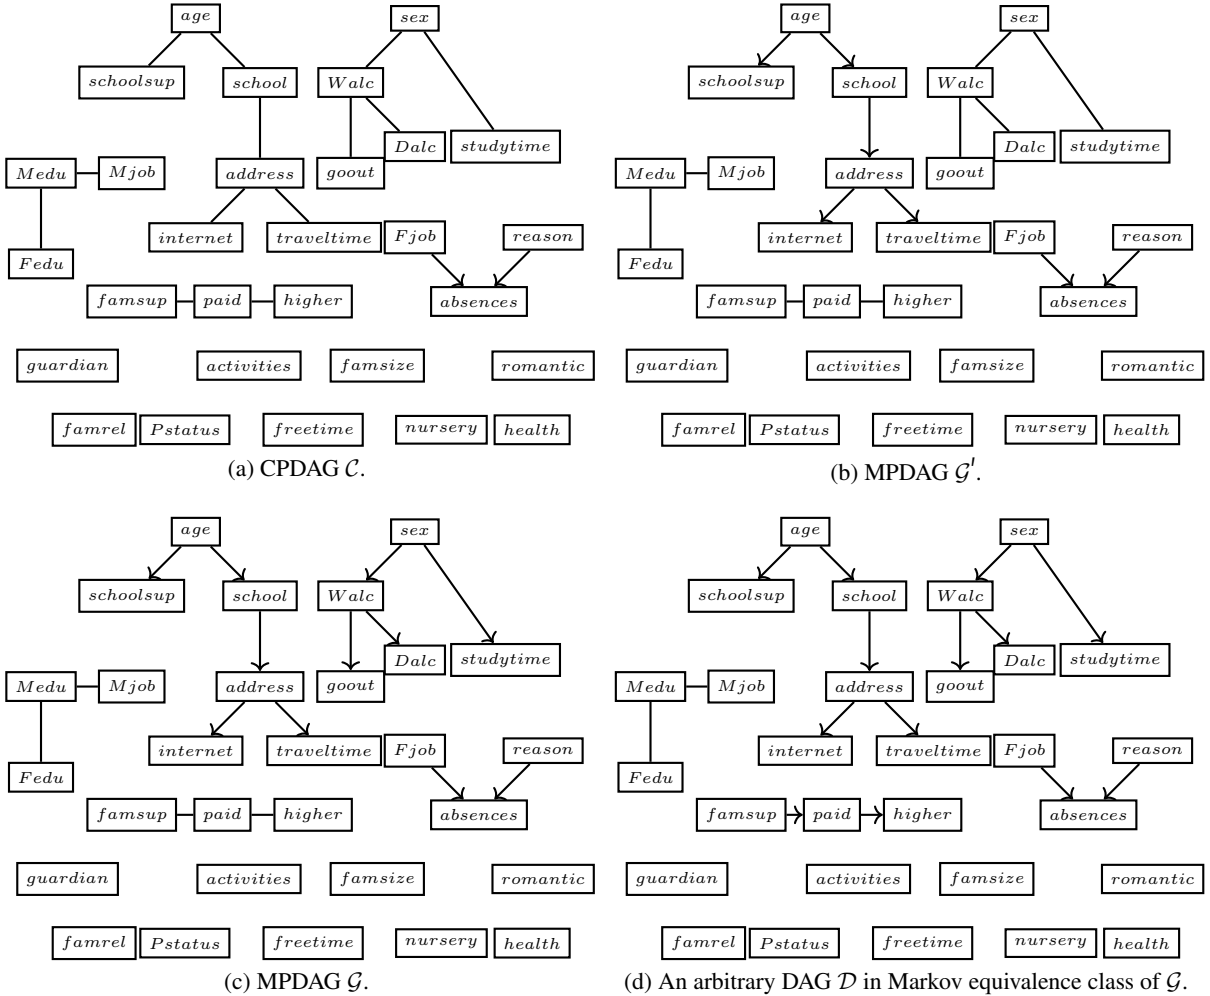 age sex age sex
schoolsup school Walc schoolsup school Walc
Dalc studytime Dalc studytime
Medu Mjob address goout Medu Mjob address goout
internet traveltime Fjob reason internet traveltime Fjob reason
Fedu Fedu
famsup paid higher absences famsup paid higher absences
guardian activities famsize romantic guardian activities famsize romantic
famrel Pstatus freetime nursery health famrel Pstatus freetime nursery health
(a) CPDAG C. (b) MPDAG G′.
age sex age sex
schoolsup school Walc schoolsup school Walc
Dalc studytime Dalc studytime
Medu Mjob address goout Medu Mjob address goout
internet traveltime Fjob reason internet traveltime Fjob reason
Fedu Fedu
famsup paid higher absences famsup paid higher absences
guardian activities famsize romantic guardian activities famsize romantic
famrel Pstatus freetime nursery health famrel Pstatus freetime nursery health
(c) MPDAG G. (d) An arbitrary DAG D in Markov equivalence class of G.